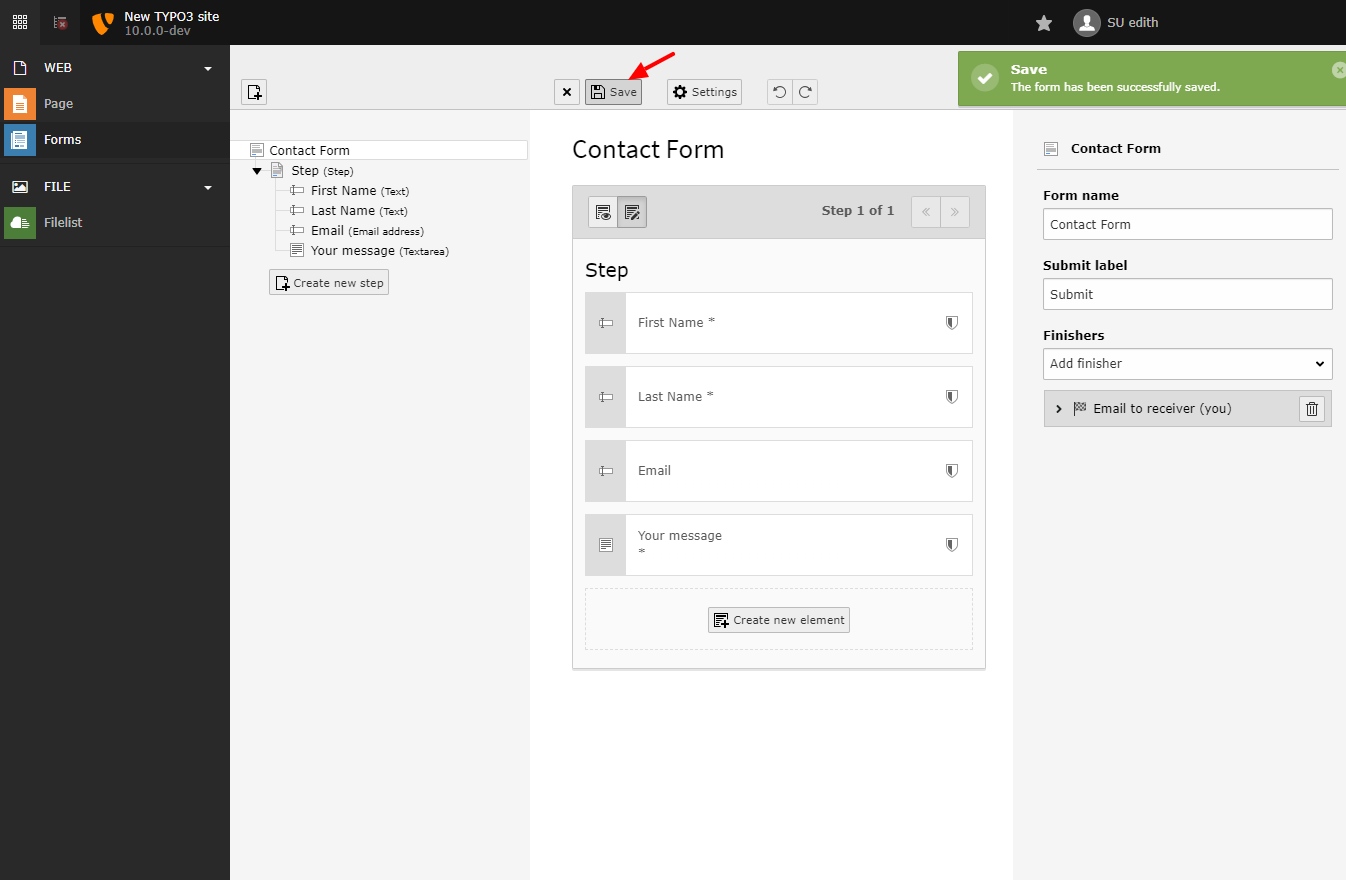 New TYPO3 site
10.0.0-dev
SU edith
WEB
Page
Forms
FILE
Filelist
Save
Settings
Save
The form has been successfully saved.
Contact Form
Step (Step)
First Name (Text)
Last Name (Text)
Email (Email address)
Your message (Textarea)
Create new step
Contact Form
Step 1 of 1
Step
First Name *
Last Name *
Email
Your message
*
Create new element
Contact Form
Form name
Contact Form
Submit label
Submit
Finishers
Add finisher
Email to receiver (you)